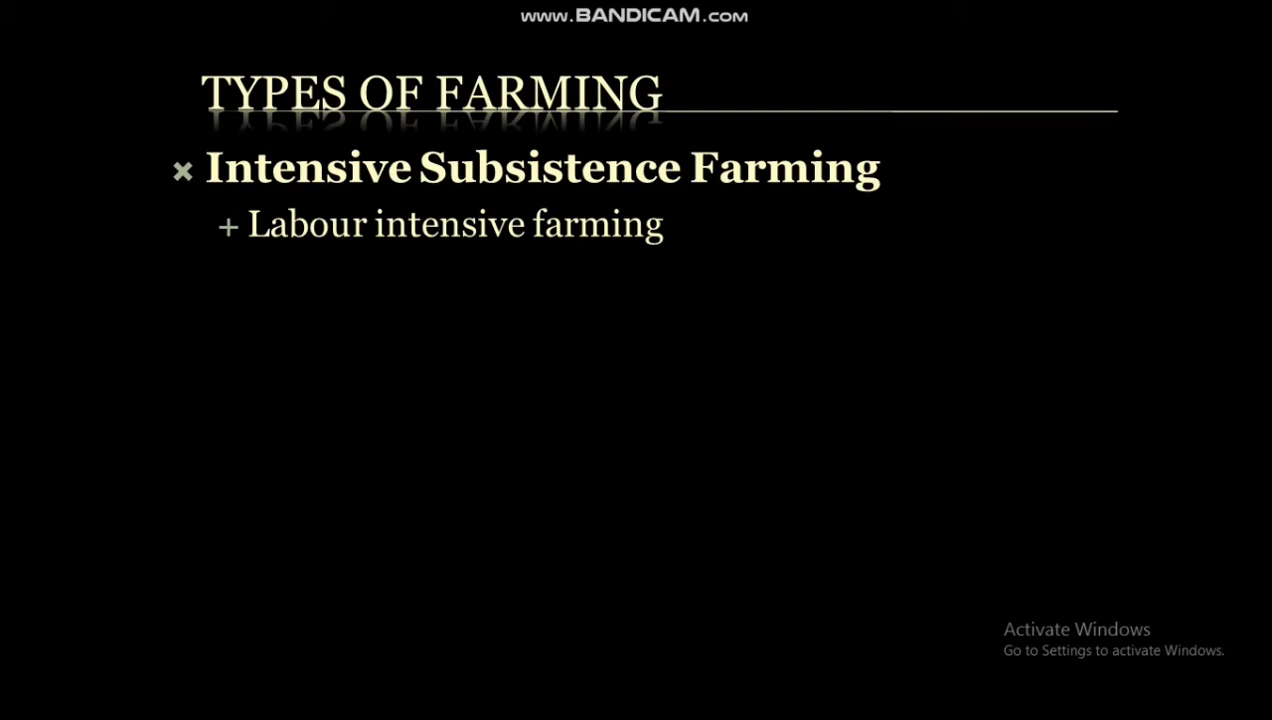 www.BANDICAM.com
TYPES OF FARMING
Intensive Subsistence Farming
+ Labour intensive farming
Activate Windows
Go to Settings to activate Windows.